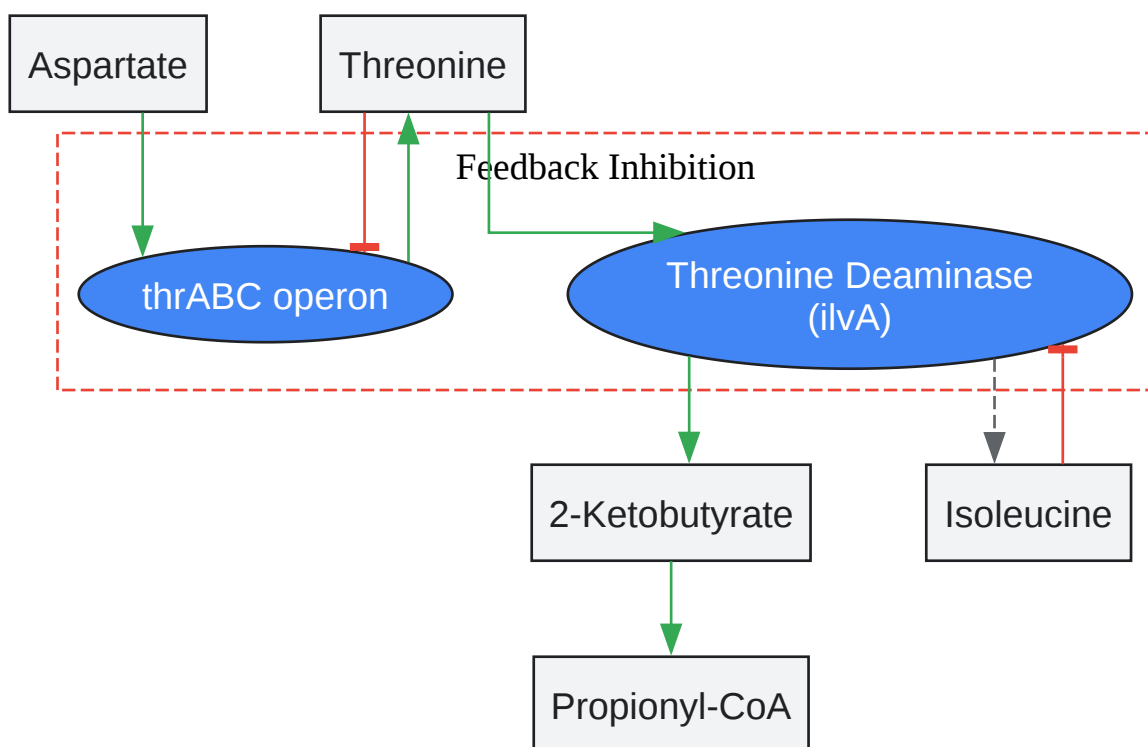 Aspartate
Threonine
Feedback Inhibition
thrABC operon
Threonine Deaminase
(ilvA)
2-Ketobutyrate
Isoleucine
Propionyl-CoA